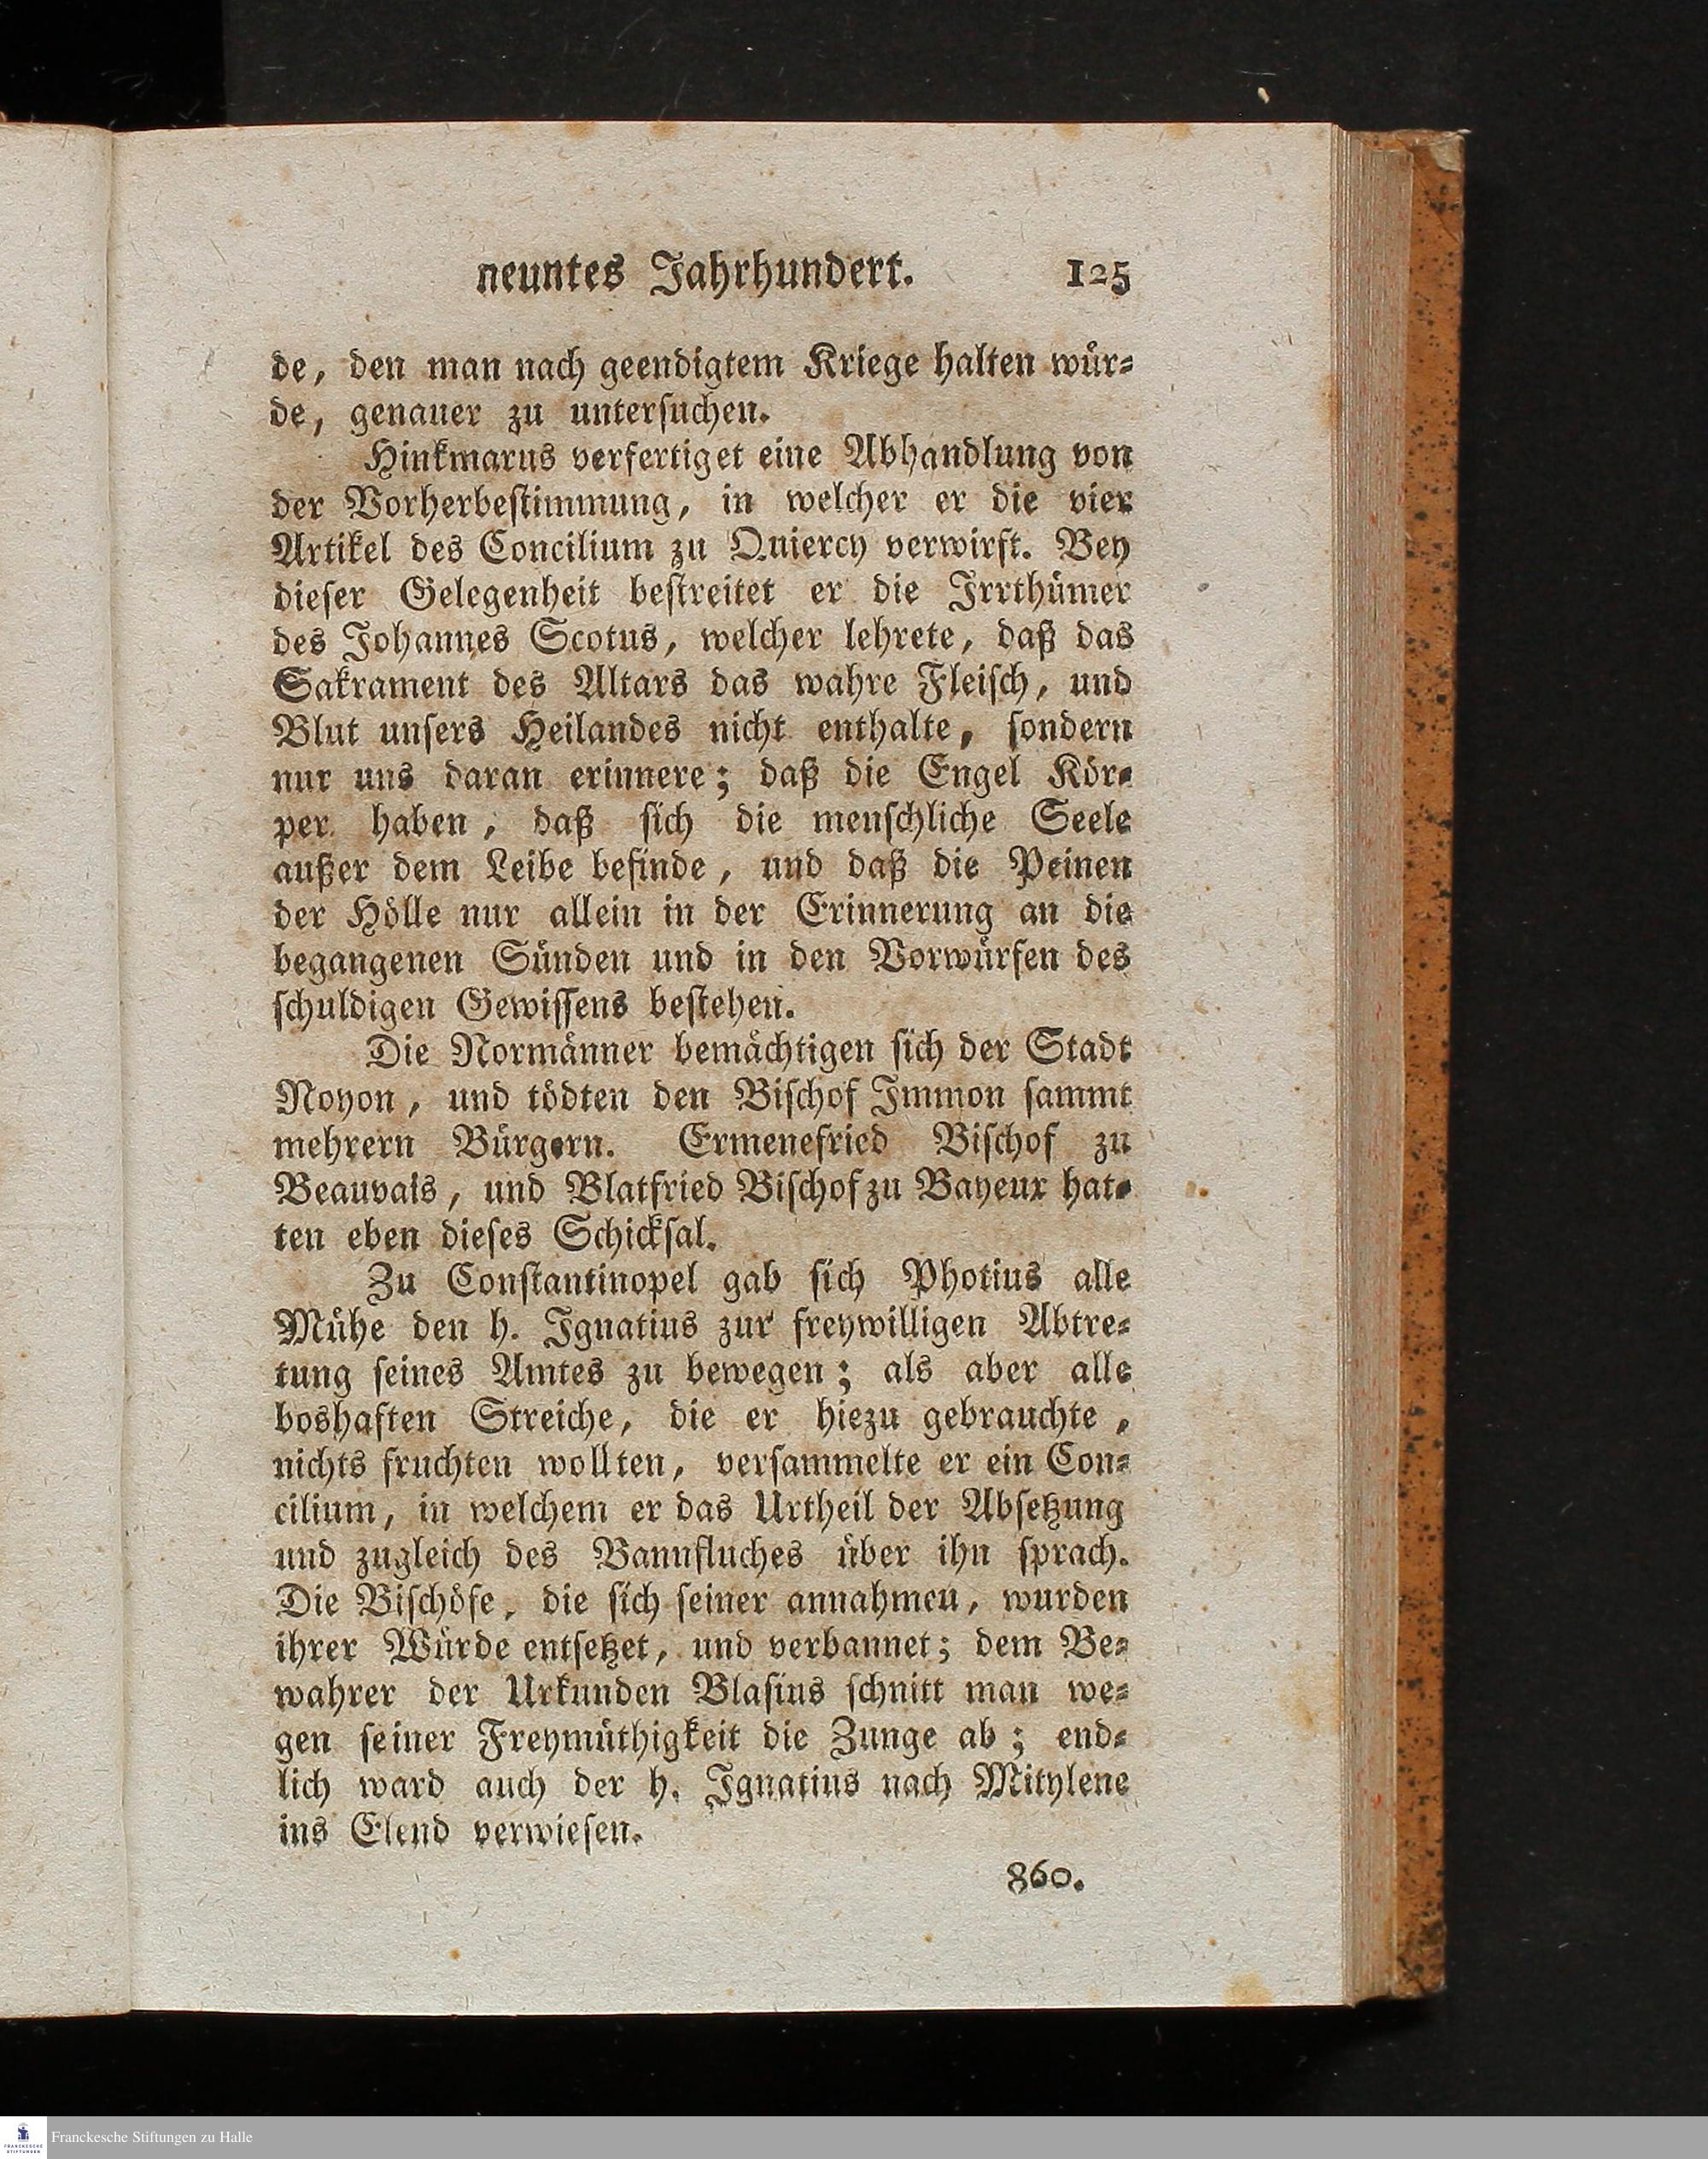 neuntes Jahrhundert. 125
de, den man nach geendigtem Kriege halten wür⸗
de, genauer zu unterſuchen.
Hinkmarus verfertiget eine Abhandlung von
der Vorherbeſtimmung, in welcher er die vier
Artikel des Concilium zu Quiercy verwirft. Bey
dieſer Gelegenheit beſtreitet er die Irrthümer
des Johannes Scotus, welcher lehrete, daß das
Sakrament des Altars das wahre Fleiſch, und
Blut unſers Heilandes nicht enthalte, ſondern
nur uns daran erinnere; daß die Engel Kör⸗
per haben, daß ſich die menſchliche Seele
außer dem Leibe befinde, und daß die Peinen
der Hölle nur allein in der Erinnerung an die
begangenen Sünden und in den Vorwürfen des
ſchuldigen Gewiſſens beſtehen.
Die Normänner bemächtigen ſich der Stadt
Noyon, und tödten den Biſchof Immon ſammt
mehrern Bürgern. Ermenefried Biſchof zu
Beauvais, und Blatfried Biſchof zu Bayeux hat⸗
ten eben dieſes Schickſal.
Zu Conſtantinopel gab ſich Photius alle
Mühe den h. Ignatius zur freywilligen Abtre⸗
tung ſeines Amtes zu bewegen; als aber alle
boshaften Streiche, die er hiezu gebrauchte,
nichts fruchten wollten, verſammelte er ein Con⸗
cilium, in welchem er das Urtheil der Abſetzung
und zugleich des Bannfluches über ihn ſprach.
Die Biſchöfe, die ſich ſeiner annahmen, wurden
ihrer Würde entſetzet, und verbannet; dem Be⸗
wahrer der Urkunden Blaſius ſchnitt man we⸗
gen ſeiner Freymüthigkeit die Zunge ab; end⸗
lich ward auch der h. Ignatius nach Mitylene
ins Elend verwieſen.
860.
Franckesche Stiftungen zu Halle
FRANCKESCHE
STIFTUNGEN